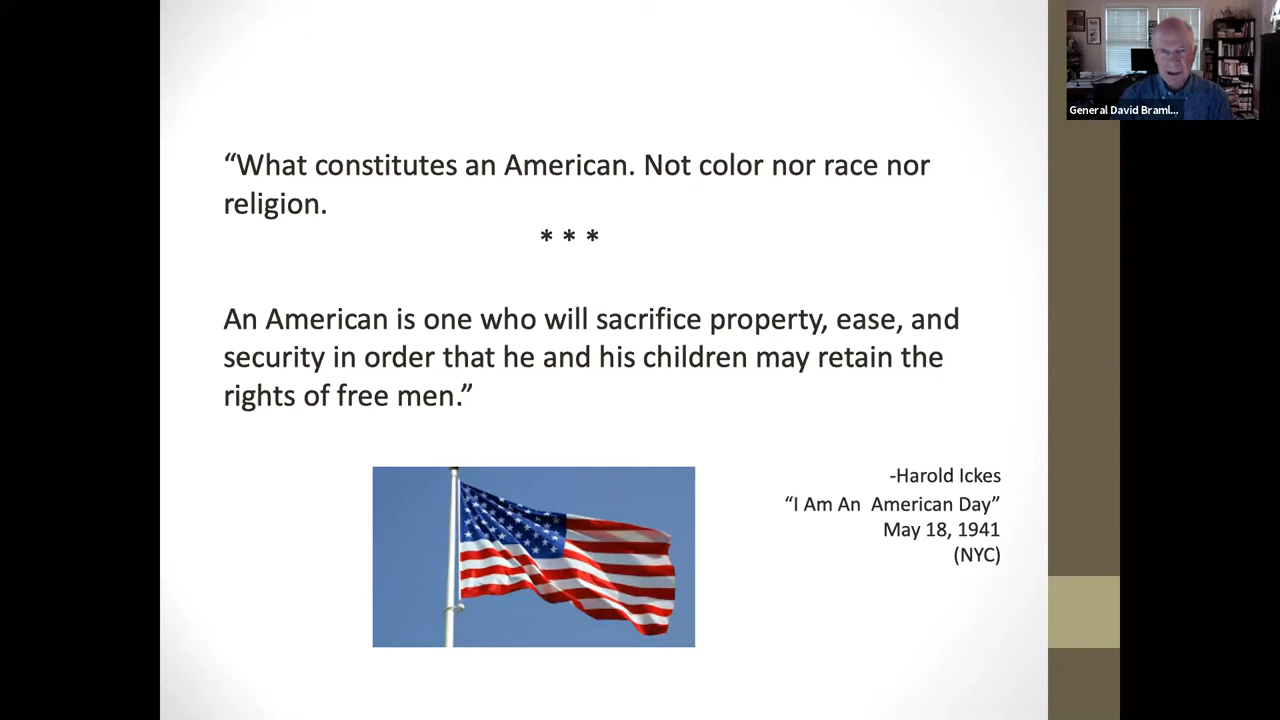 “What constitutes an American. Not color nor race nor
religion.
* * *
An American is one who will sacrifice property, ease, and
security in order that he and his children may retain the
rights of free men.”
-Harold Ickes
“I Am An  American Day”
May 18, 1941
(NYC)
General David Braml...